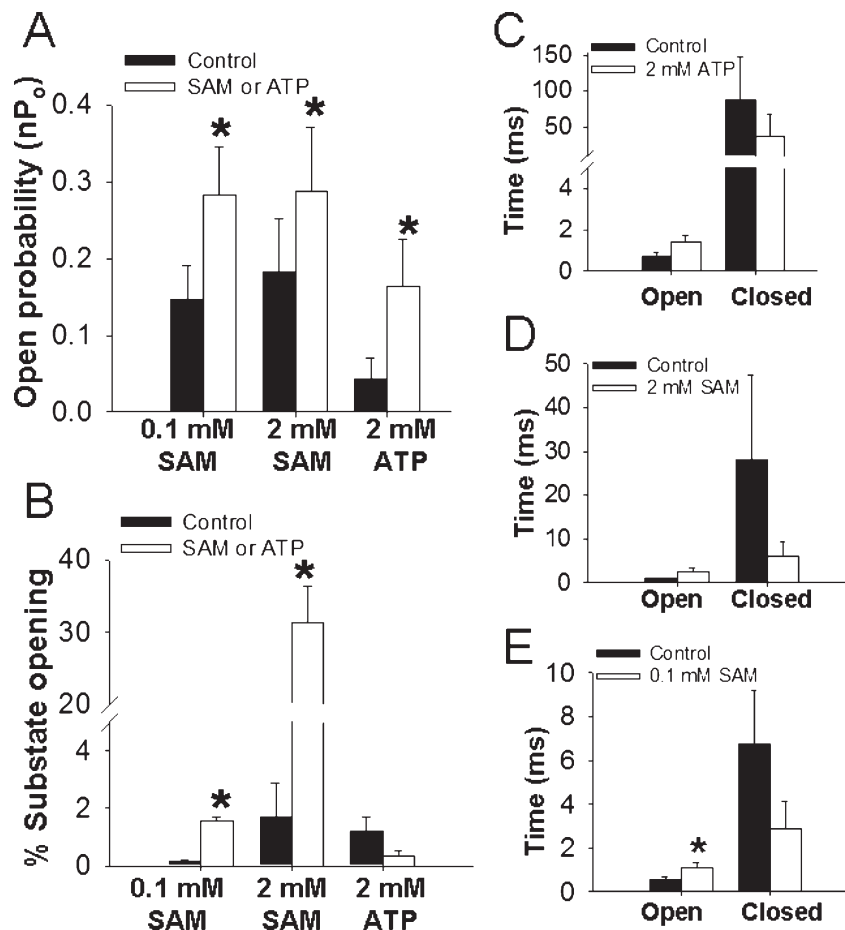 A
Control
SAM or ATP
Open probability (nPo)
0.4
0.3
0.2
0.1
0.0
*
*
*
0.1 mM
SAM
2 mM
SAM
2 mM
ATP
B
Control
SAM or ATP
% Substate opening
40
30
20
4
2
0
*
*
0.1 mM
SAM
2 mM
SAM
2 mM
ATP
C
Control
2 mM ATP
Time (ms)
150
100
50
4
2
0
Open
Closed
D
Control
2 mM SAM
Time (ms)
50
40
30
20
10
0
Open
Closed
E
Control
0.1 mM SAM
Time (ms)
10
8
6
4
2
0
*
Open
Closed